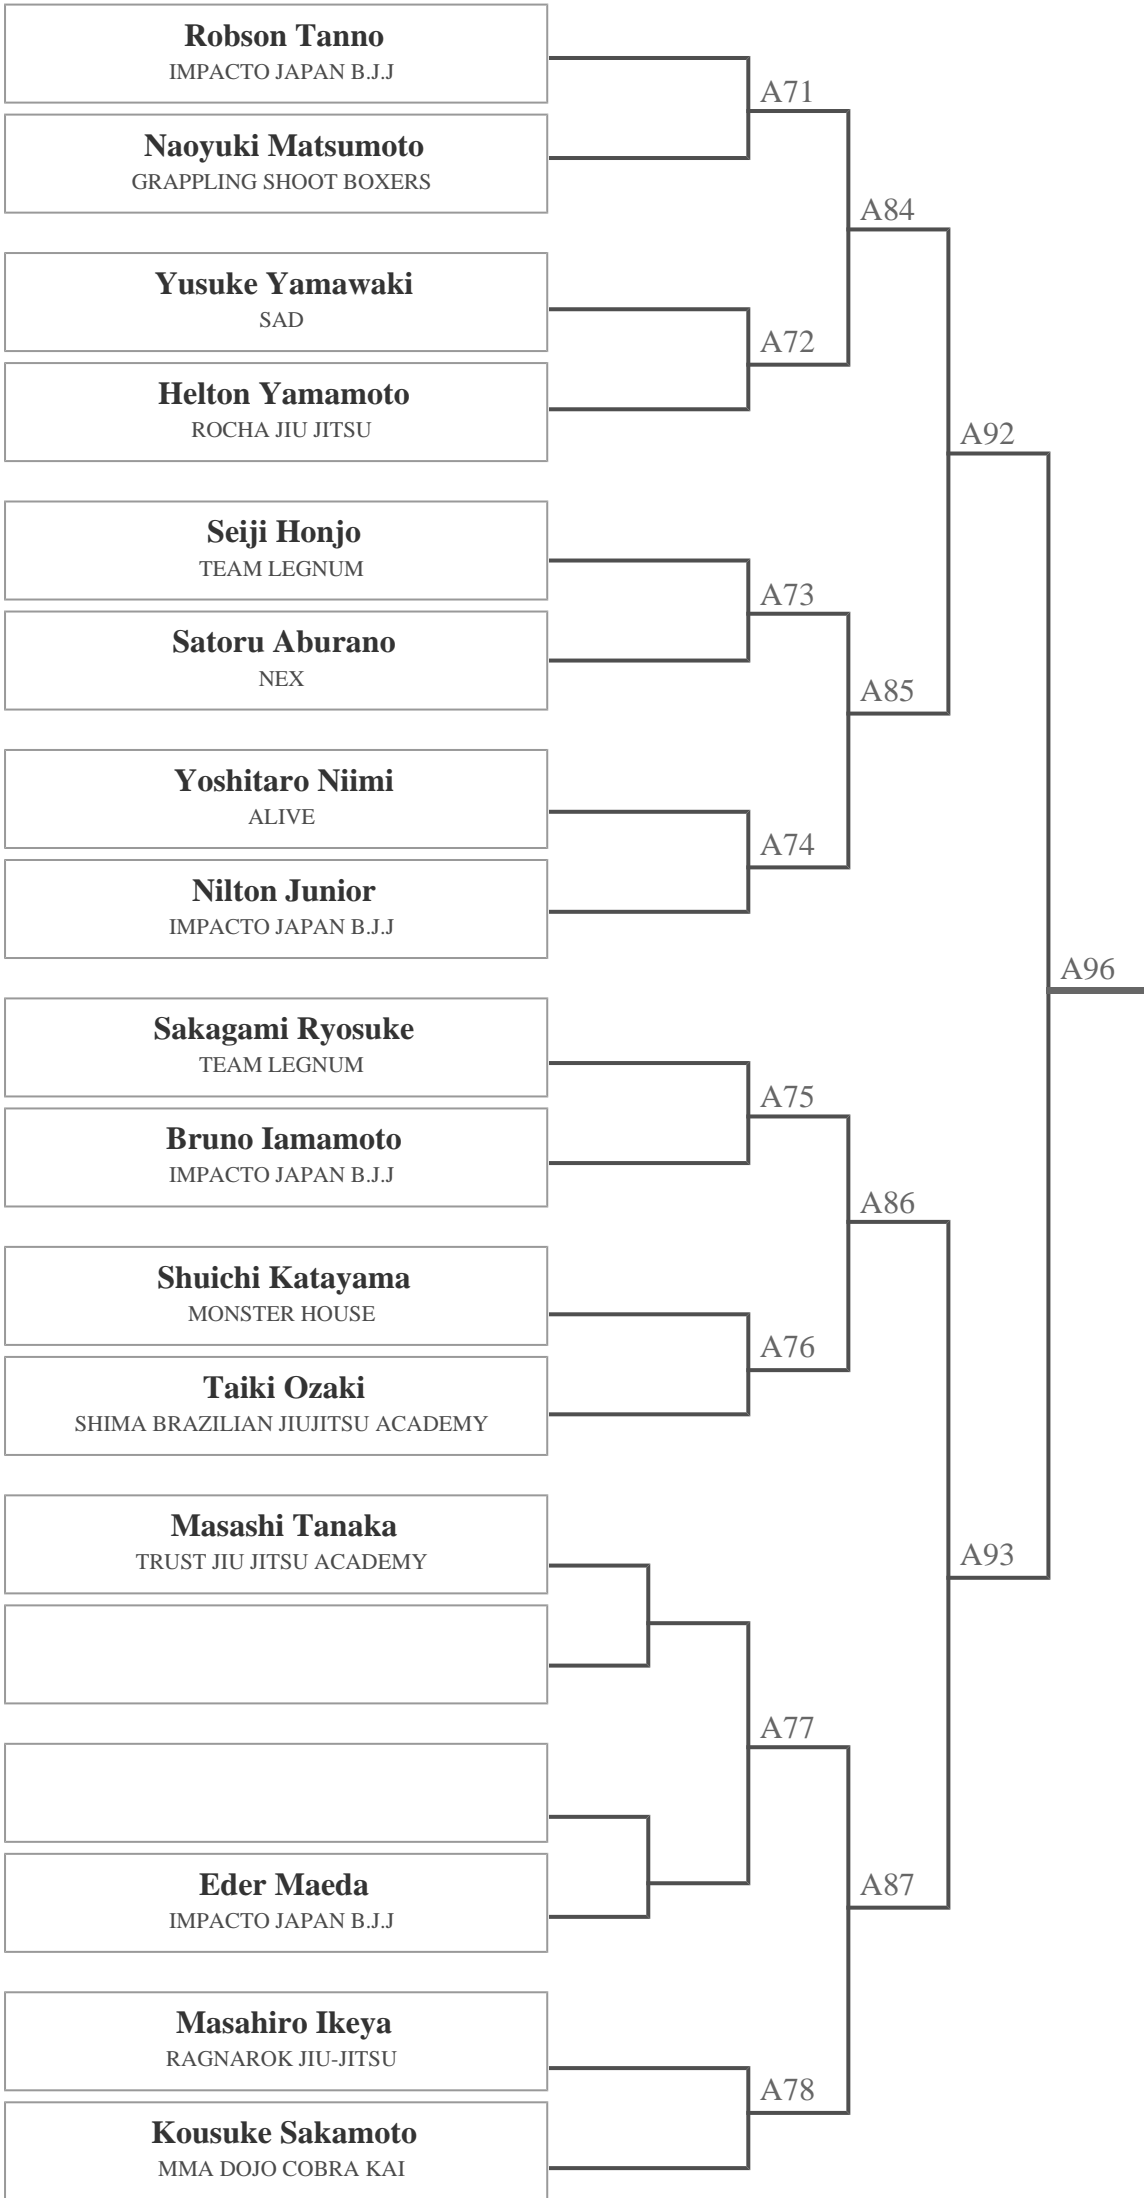 Robson Tanno
IMPACTO JAPAN B.J.J
A71
Naoyuki Matsumoto
GRAPPLING SHOOT BOXERS
A84
Yusuke Yamawaki
SAD
A72
Helton Yamamoto
ROCHA JIU JITSU
A92
Seiji Honjo
TEAM LEGNUM
A73
Satoru Aburano
NEX
A85
Yoshitaro Niimi
ALIVE
A74
Nilton Junior
IMPACTO JAPAN B.J.J
A96
Sakagami Ryosuke
TEAM LEGNUM
A75
Bruno Iamamoto
IMPACTO JAPAN B.J.J
A86
Shuichi Katayama
MONSTER HOUSE
A76
Taiki Ozaki
SHIMA BRAZILIAN JIUJITSU ACADEMY
Masashi Tanaka
TRUST JIU JITSU ACADEMY
A93
A77
Eder Maeda
IMPACTO JAPAN B.J.J
A87
Masahiro Ikeya
RAGNAROK JIU-JITSU
A78
Kousuke Sakamoto
MMA DOJO COBRA KAI